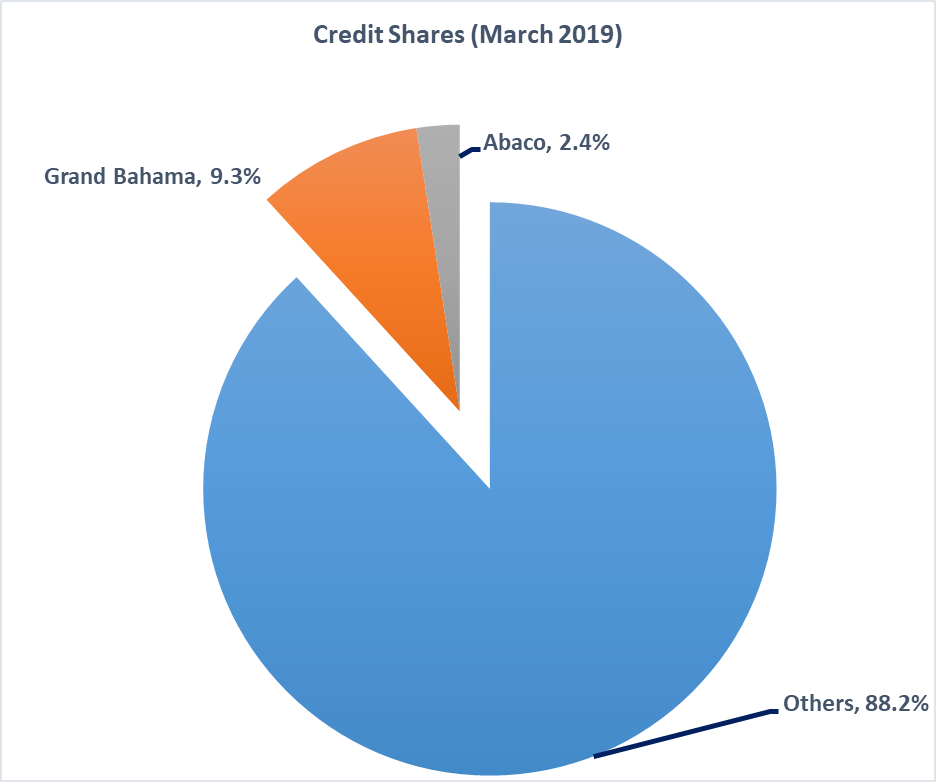 Credit Shares (March 2019)
Abaco, 2.4%
Grand Bahama, 9.3%
Others, 88.2%